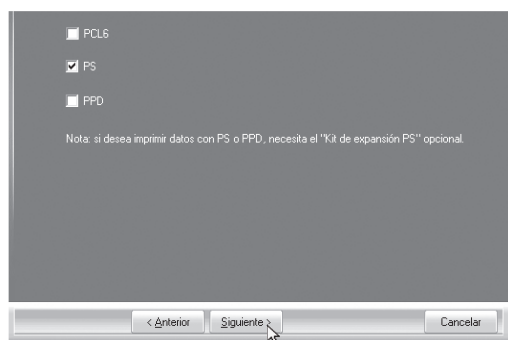 PCL6
PS
PPD
Nota: si desea imprimir datos con PS o PPD, necesita el "Kit de expansión PS" opcional.
< Anterior
Siguiente >
Cancelar